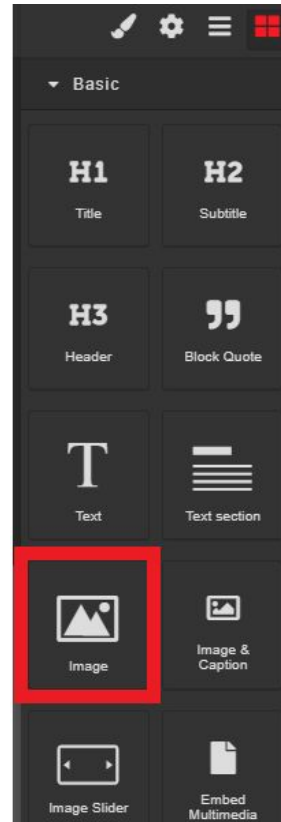 Basic
H1
H2
Title
Subtitle
H3
Header
Block Quote
T
Text
Text section
Image
Image &
Caption
Image Slider
Embed
Multimedia